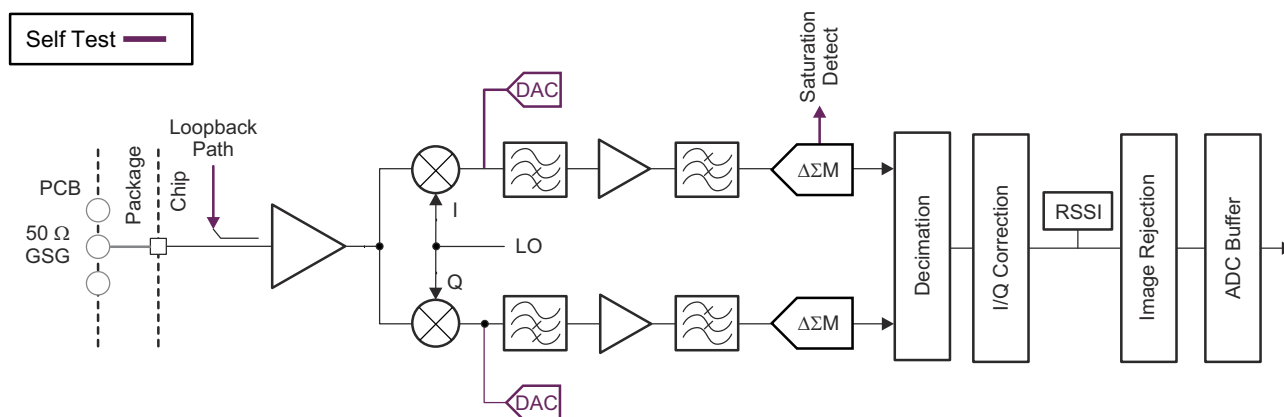 Self Test
DAC
Saturation
Detect
Loopback
Path
PCB
Package
Chip
50 Ω
GSG
I
LO
Q
ΔΣM
ΔΣM
DAC
Decimation
I/Q Correction
RSSI
Image Rejection
ADC Buffer